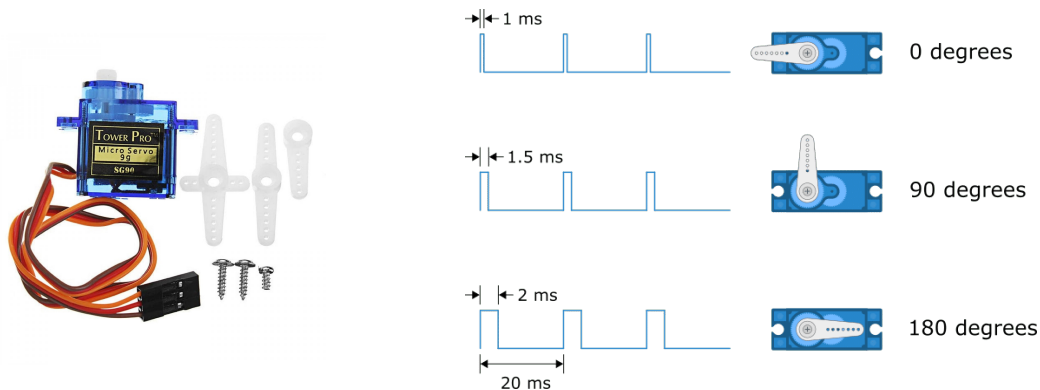 TOWER PRO
Micro Servo
9g
SG90
1 ms
0 degrees
1.5 ms
90 degrees
2 ms
180 degrees
20 ms